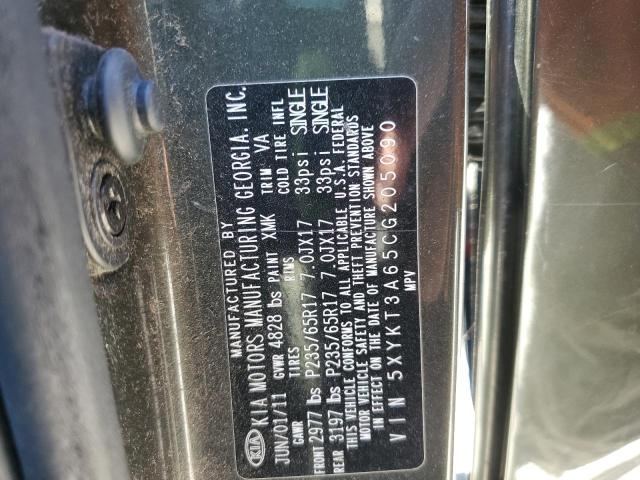 MANUFACTURED BY
KIA KIA MOTORS MANUFACTURING GEORGIA. INC.
JUN/01/11 GVWR 4828 lbs PAINT XMK TRIM VA
GAWR TIRES RIMS COLD TIRE INFL
FRONT 2977 lbs P235/65R17 7.0JX17 33psi SINGLE
REAR 3197 lbs P235/65R17 7.0JX17 33psi SINGLE
THIS VEHICLE CONFORMS TO ALL APPLICABLE U.S.A. FEDERAL
MOTOR VEHICLE SAFETY AND THEFT PREVENTION STANDARDS
IN EFFECT ON THE DATE OF MANUFACTURE SHOWN ABOVE
VIN 5XYKT3A65CG205090
MPV